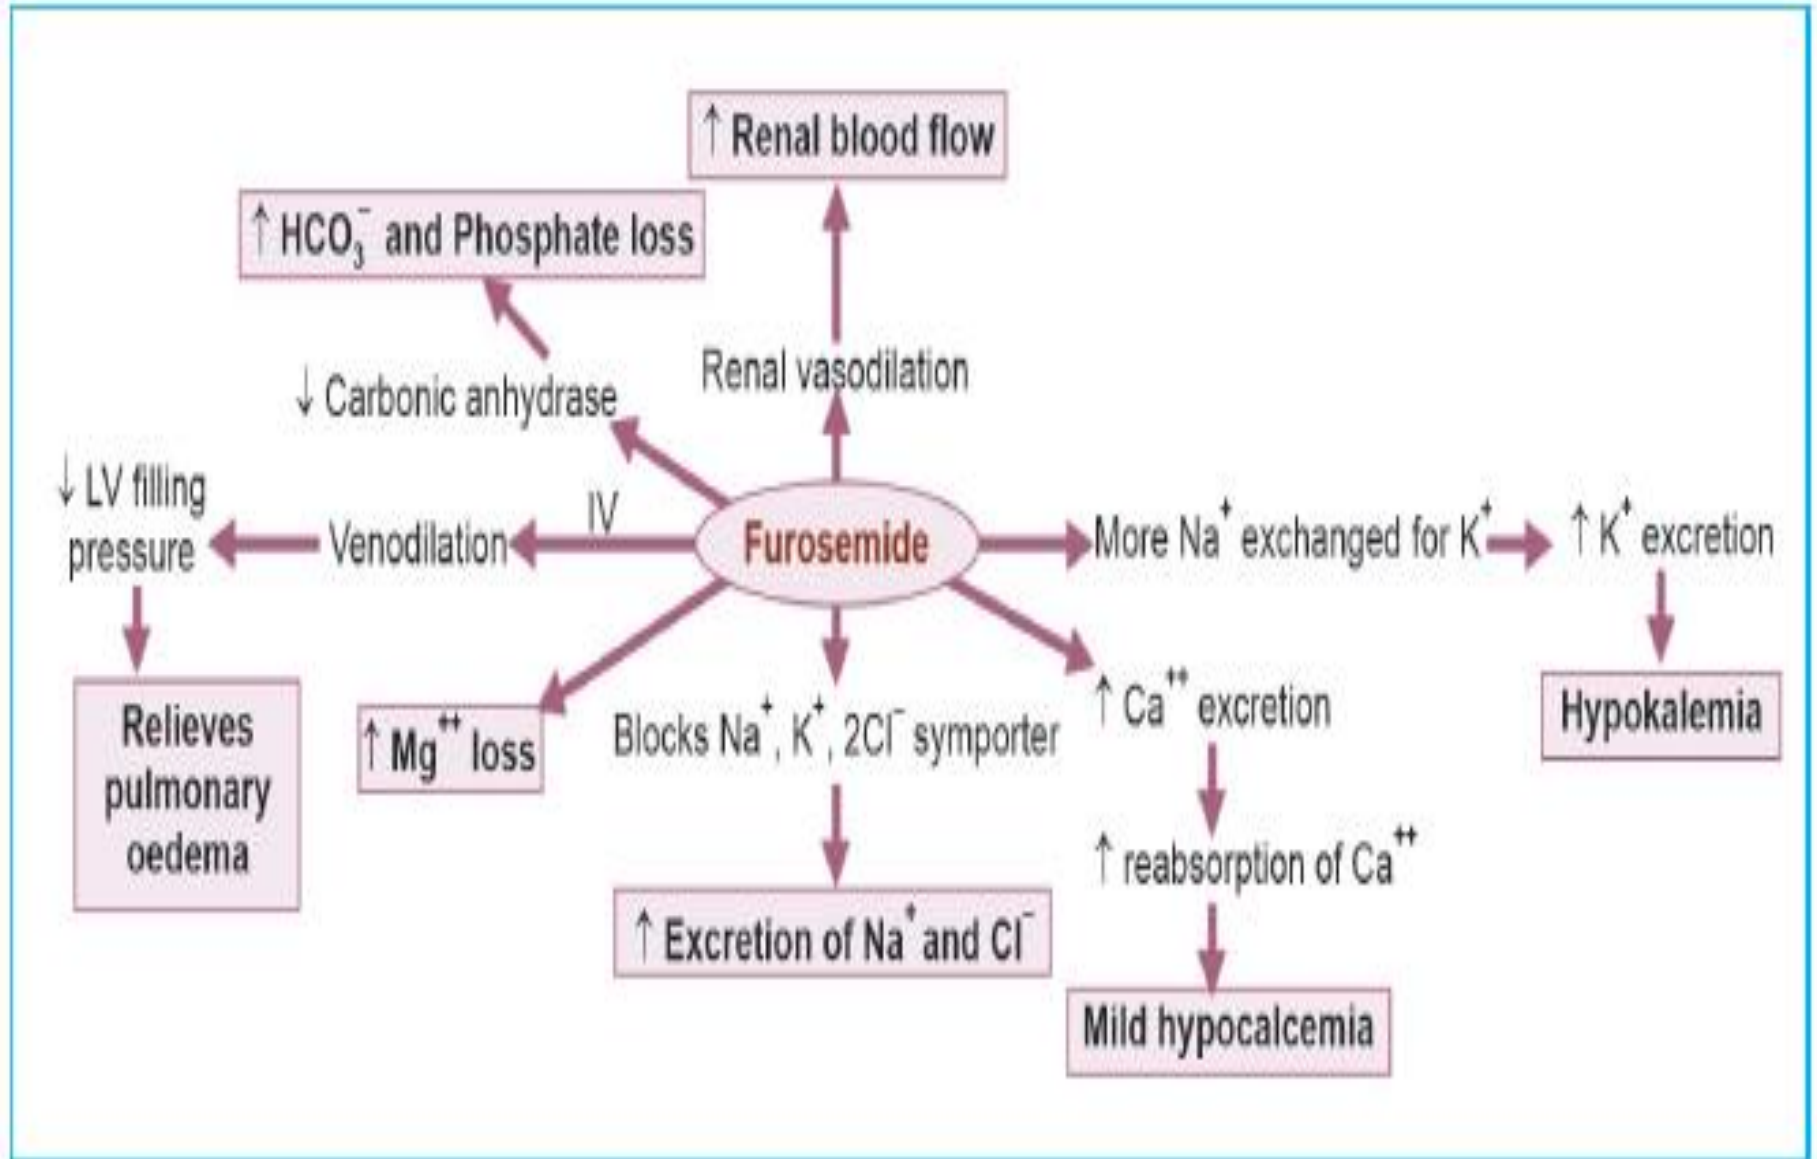 ↑ Renal blood flow
↑ HCO₃⁻ and Phosphate loss
Renal vasodilation
↓ Carbonic anhydrase
↓ LV filling
pressure
Venodilation
IV
Furosemide
More Na⁺ exchanged for K⁺
↑ K⁺ excretion
Relieves
pulmonary
oedema
↑ Mg⁺⁺ loss
Blocks Na⁺, K⁺, 2Cl⁻ symporter
↑ Ca⁺⁺ excretion
Hypokalemia
↑ reabsorption of Ca⁺⁺
↑ Excretion of Na⁺ and Cl⁻
Mild hypocalcemia